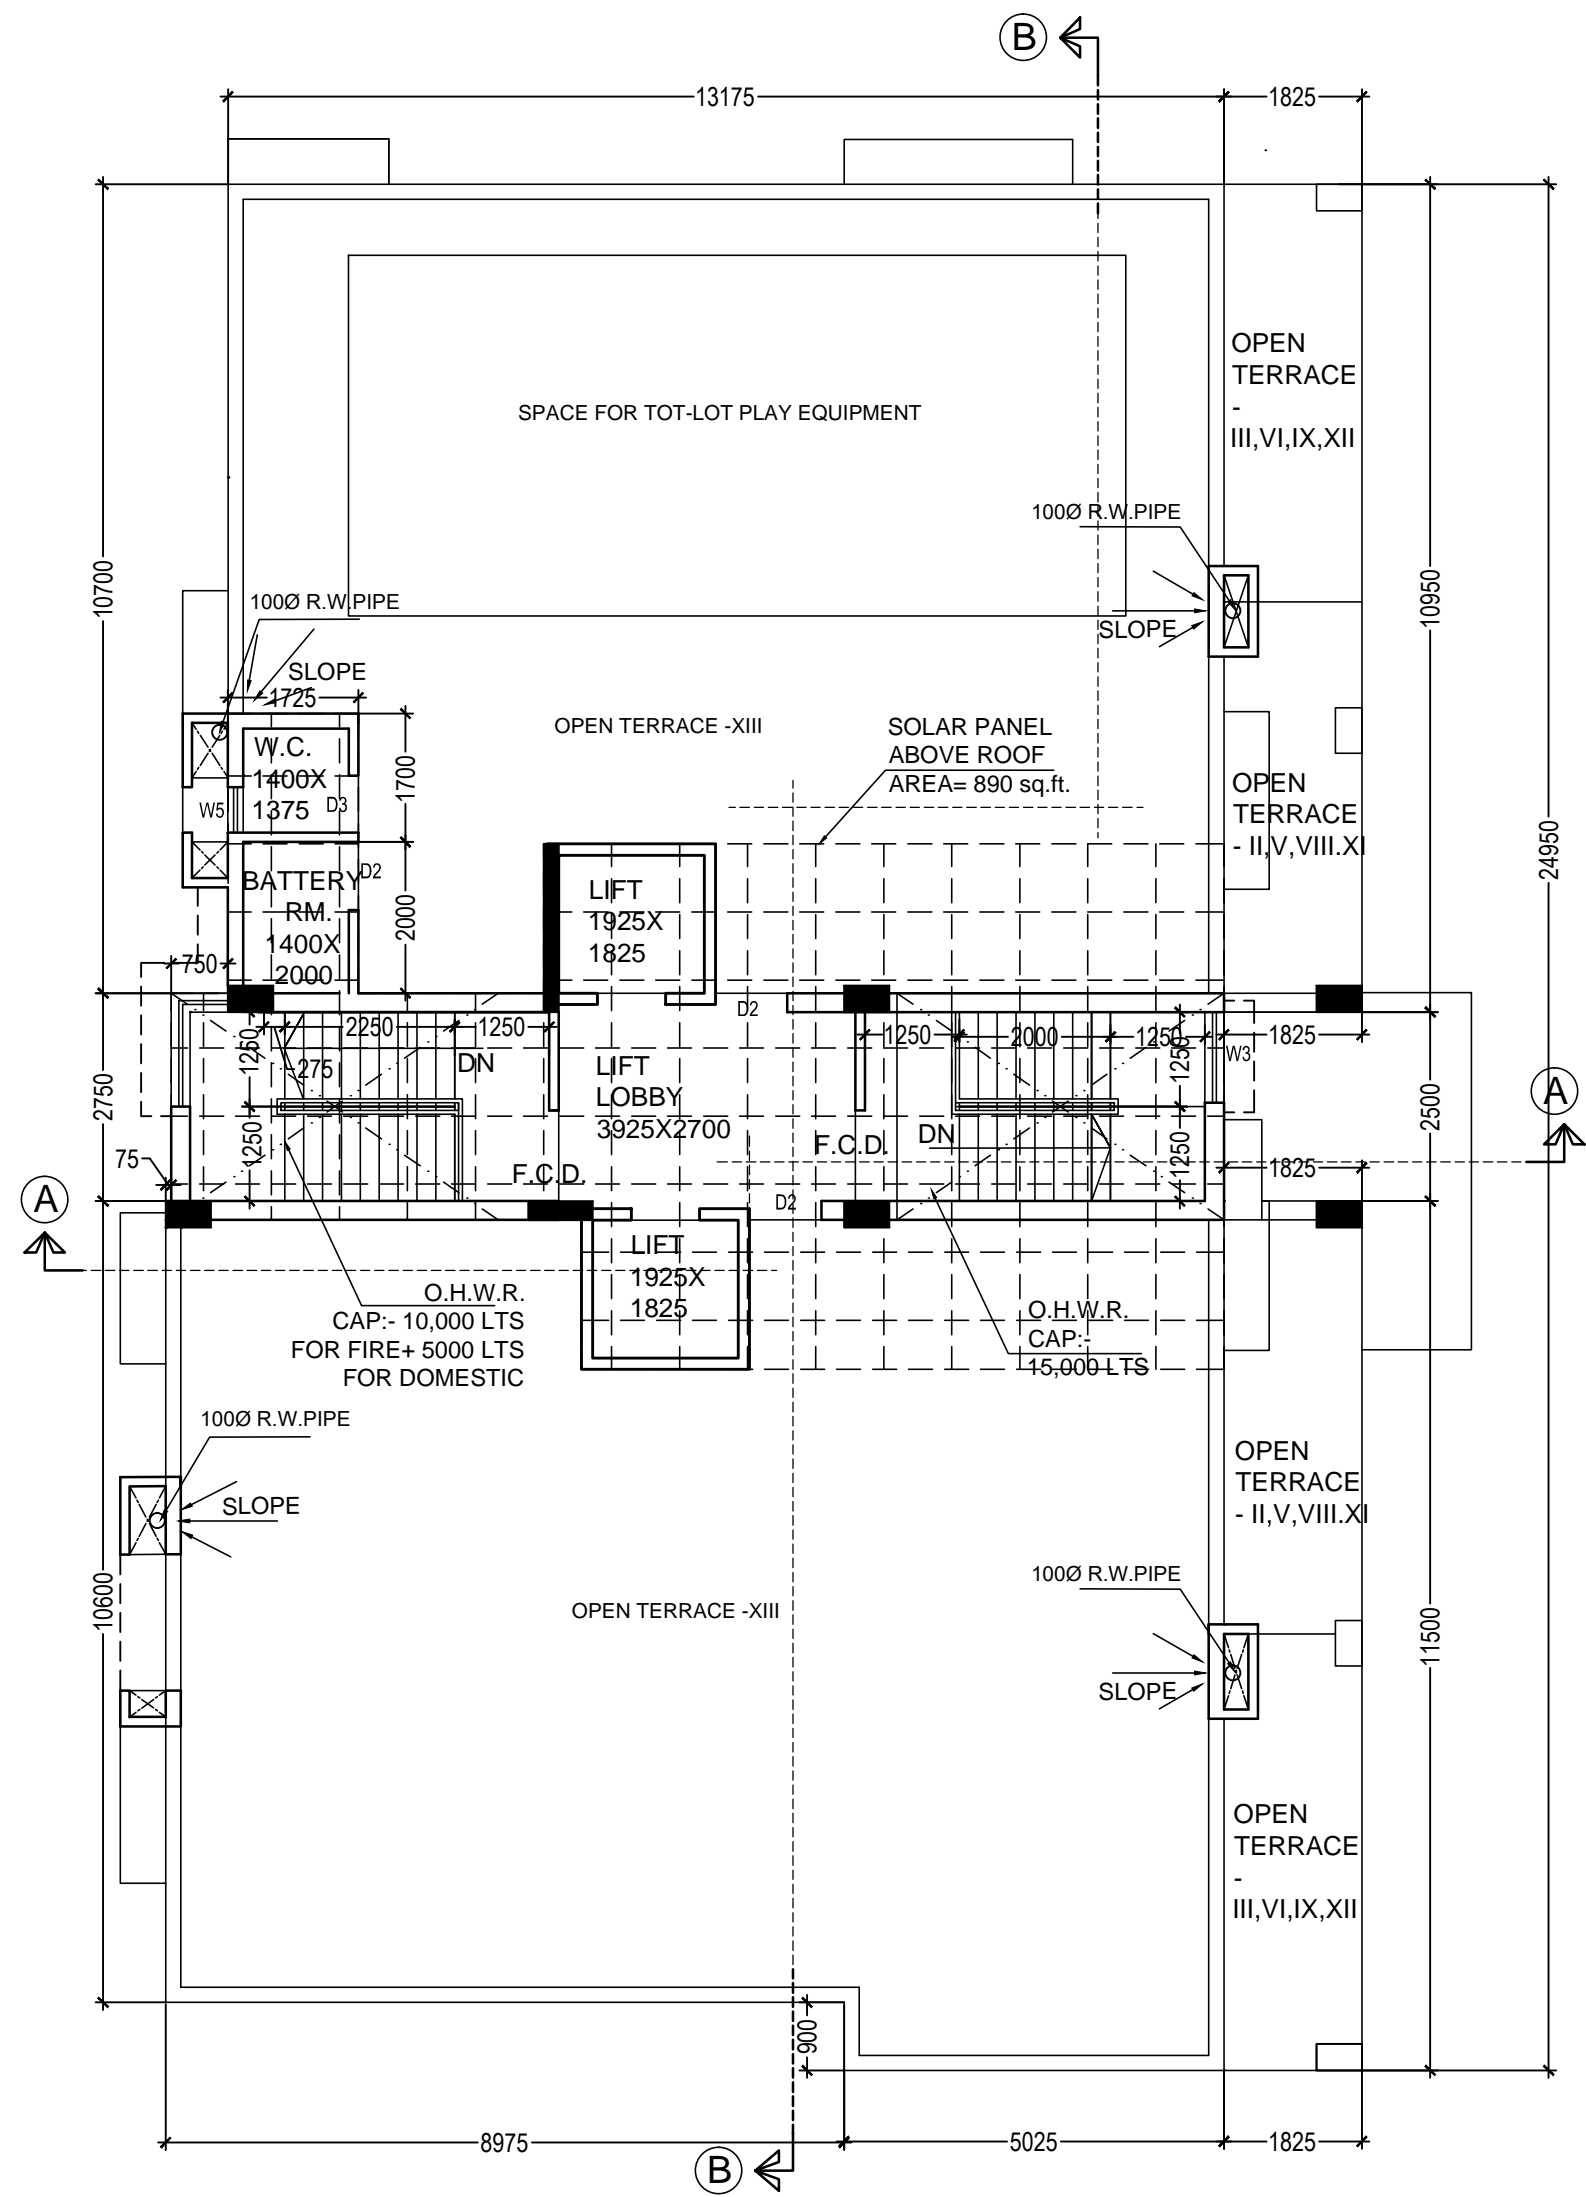 B
13175
1825
OPEN
TERRACE
-
III,VI,IX,XII
SPACE FOR TOT-LOT PLAY EQUIPMENT
100Ø R.W.PIPE
SLOPE
10700
10950
100Ø R.W.PIPE
SLOPE
1725
OPEN TERRACE -XIII
SOLAR PANEL
ABOVE ROOF
AREA= 890 sq.ft.
W.C.
1400X
1375
W5
D3
1700
OPEN
TERRACE
- II,V,VIII.XI
24950
BATTERY
RM.
1400X
2000
D2
2000
LIFT
1925X
1825
750
D2
2250
1250
1250
275
DN
LIFT
LOBBY
3925X2700
1250
2000
1250
1250
W3
1825
2750
2500
A
1250
F.C.D.
F.C.D.
DN
1250
1825
75
A
D2
LIFT
1925X
1825
O.H.W.R.
CAP:- 10,000 LTS
FOR FIRE+ 5000 LTS
FOR DOMESTIC
O.H.W.R.
CAP:-
15,000 LTS
100Ø R.W.PIPE
SLOPE
OPEN
TERRACE
- II,V,VIII.XI
10600
OPEN TERRACE -XIII
100Ø R.W.PIPE
SLOPE
11500
OPEN
TERRACE
-
III,VI,IX,XII
900
8975
5025
1825
B